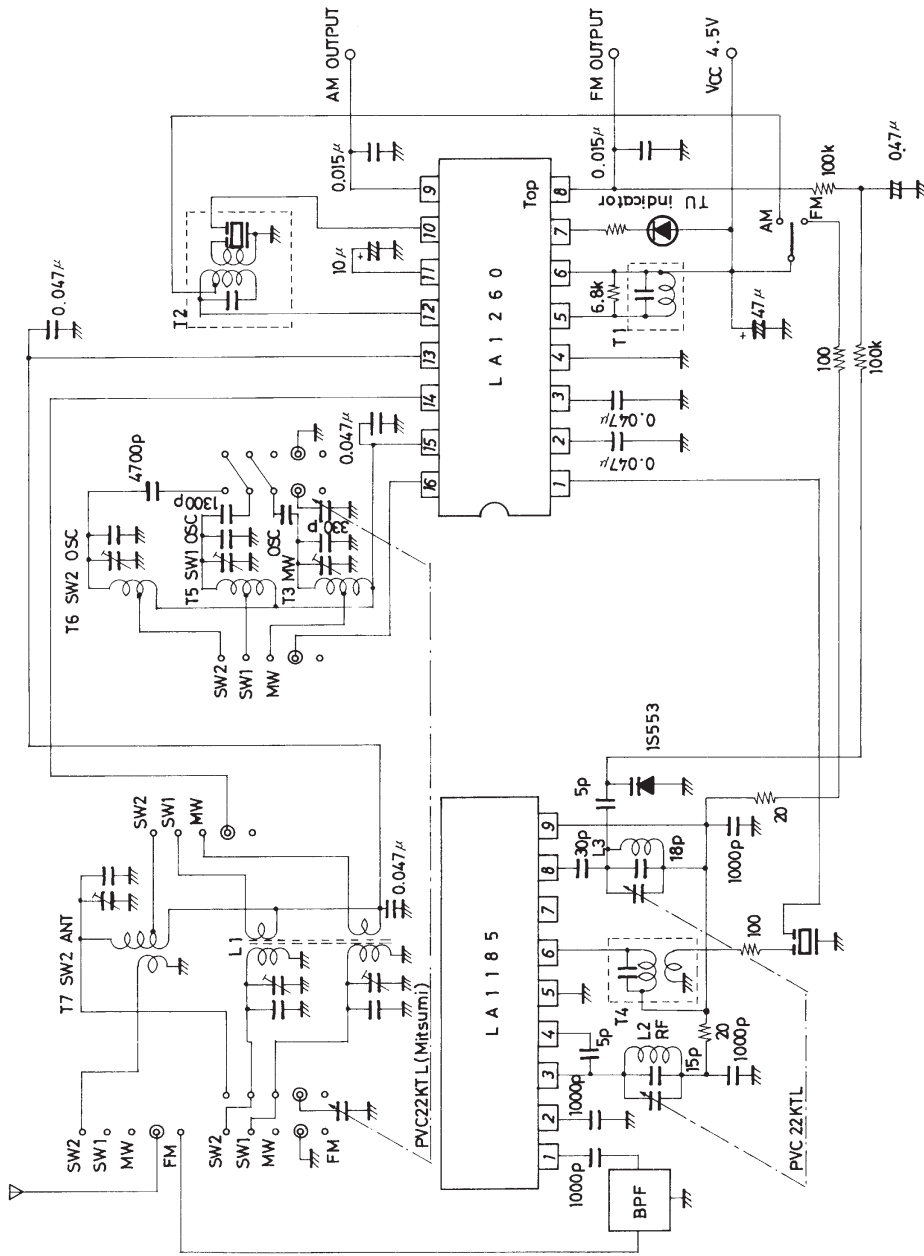 AM OUTPUT
FM OUTPUT
VCC 4.5V
0.015μ
0.015μ
100k
0.47μ
AM
FM
TU indicator
T2
10μ
+
9
10
11
12
13
14
15
16
LA1260
Top
8
7
6
5
4
3
2
1
6.8k
T1
+
47μ
100
100k
0.047μ
0.047μ
0.047μ
0.047μ
4700p
1300p
330p
T6 SW2 OSC
T5 SW1 OSC
T3 MW OSC
SW2
SW1
MW
T7 SW2 ANT
SW2
SW1
MW
L1
0.047μ
SW2
SW1
MW
FM
SW2
SW1
MW
FM
PVC22KTL(Mitsumi)
LA1185
1
2
3
4
5
6
7
8
9
1000p
1000p
BPF
5p
L2
RF
15p
20
1000p
T4
100
30p
L3
18p
5p
1S553
1000p
20
PVC 22KTL